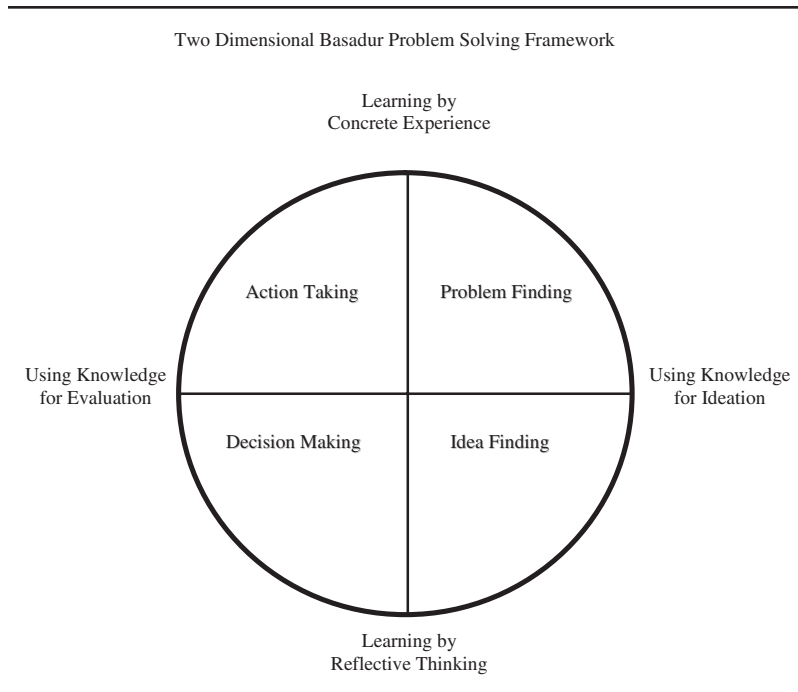 Two Dimensional Basadur Problem Solving Framework
Learning by
Concrete Experience
Action Taking
Problem Finding
Using Knowledge
for Evaluation
Using Knowledge
for Ideation
Decision Making
Idea Finding
Learning by
Reflective Thinking